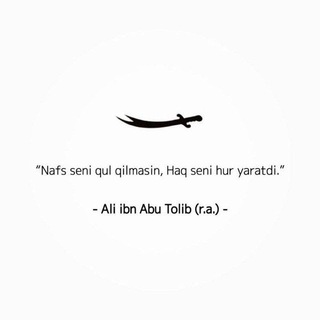 “Nafs seni qul qilmasin, Haq seni hur yaratdi.”
- Ali ibn Abu Tolib (r.a.) -